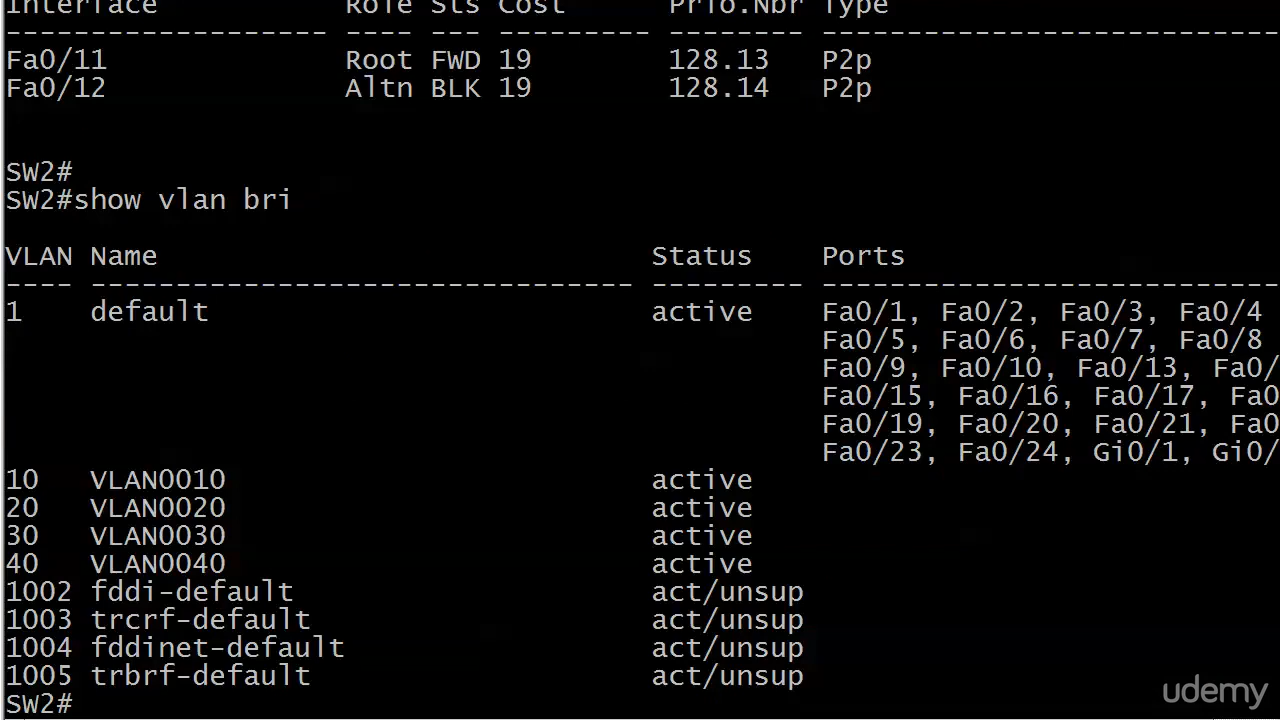 Interface Role Sts Cost Prio.Nbr Type
------------------- ---- --- --------- -------- ---------------------------
Fa0/11 Root FWD 19 128.13 P2p
Fa0/12 Altn BLK 19 128.14 P2p
SW2#
SW2#show vlan bri
VLAN Name Status Ports
---- -------------------------------- --------- ---------------------------
1 default active Fa0/1, Fa0/2, Fa0/3, Fa0/4
Fa0/5, Fa0/6, Fa0/7, Fa0/8
Fa0/9, Fa0/10, Fa0/13, Fa0/
Fa0/15, Fa0/16, Fa0/17, Fa0
Fa0/19, Fa0/20, Fa0/21, Fa0
Fa0/23, Fa0/24, Gi0/1, Gi0/
10 VLAN0010 active
20 VLAN0020 active
30 VLAN0030 active
40 VLAN0040 active
1002 fddi-default act/unsup
1003 trcrf-default act/unsup
1004 fddinet-default act/unsup
1005 trbrf-default act/unsup
SW2#
udemy